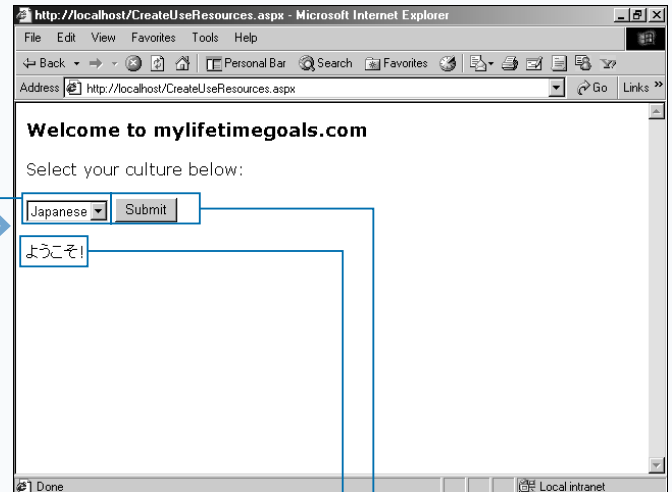 http://localhost/CreateUseResources.aspx - Microsoft Internet Explorer
File Edit View Favorites Tools Help
Back Personal Bar Search Favorites
Address http://localhost/CreateUseResources.aspx Go Links »
Welcome to mylifetimegoals.com
Select your culture below:
Japanese Submit
ようこそ!
Done Local intranet